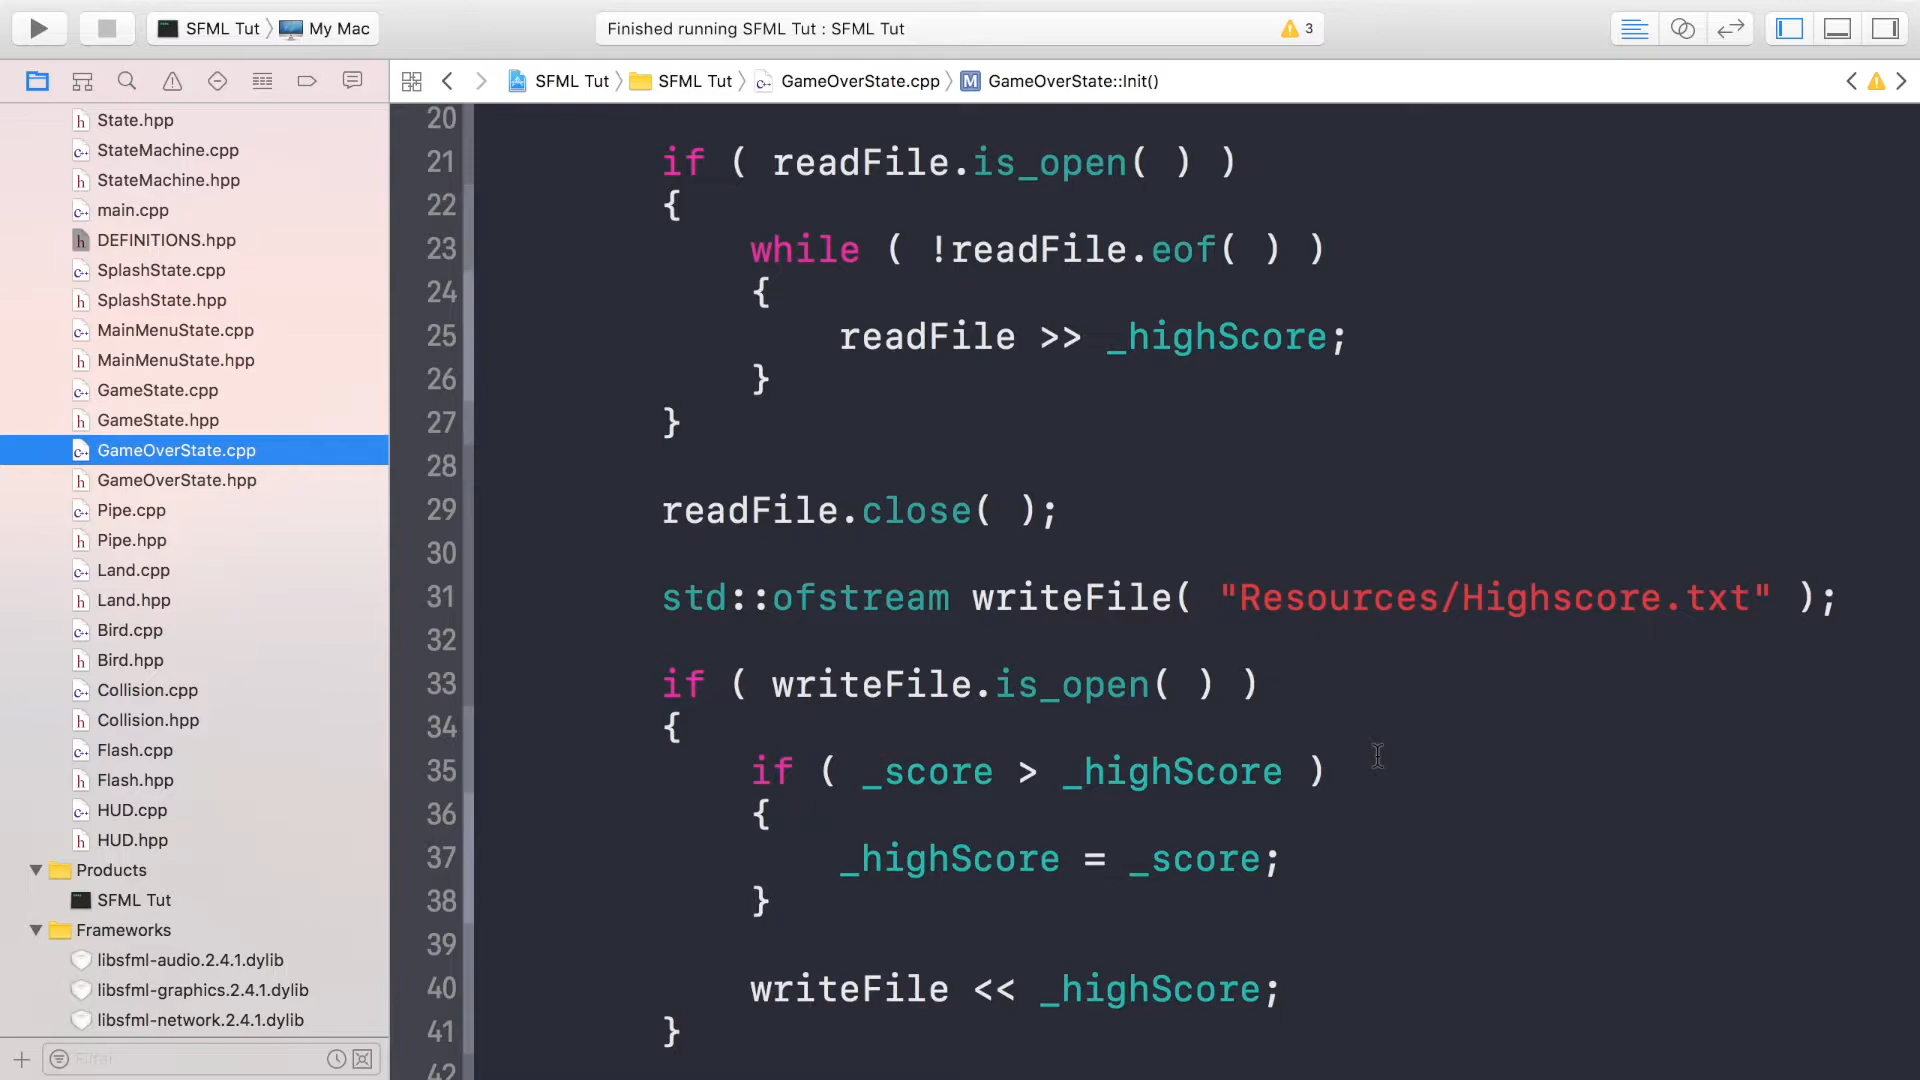 SFML Tut My Mac
Finished running SFML Tut : SFML Tut
3
SFML Tut SFML Tut GameOverState.cpp M GameOverState::Init()
State.hpp
StateMachine.cpp
StateMachine.hpp
main.cpp
DEFINITIONS.hpp
SplashState.cpp
SplashState.hpp
MainMenuState.cpp
MainMenuState.hpp
GameState.cpp
GameState.hpp
GameOverState.cpp
GameOverState.hpp
Pipe.cpp
Pipe.hpp
Land.cpp
Land.hpp
Bird.cpp
Bird.hpp
Collision.cpp
Collision.hpp
Flash.cpp
Flash.hpp
HUD.cpp
HUD.hpp
Products
SFML Tut
Frameworks
libsfml-audio.2.4.1.dylib
libsfml-graphics.2.4.1.dylib
libsfml-network.2.4.1.dylib
Filter
20
21 if ( readFile.is_open( ) )
22 {
23 while ( !readFile.eof( ) )
24 {
25 readFile >> _highScore;
26 }
27 }
28
29 readFile.close( );
30
31 std::ofstream writeFile( "Resources/Highscore.txt" );
32
33 if ( writeFile.is_open( ) )
34 {
35 if ( _score > _highScore )
36 {
37 _highScore = _score;
38 }
39
40 writeFile << _highScore;
41 }
42